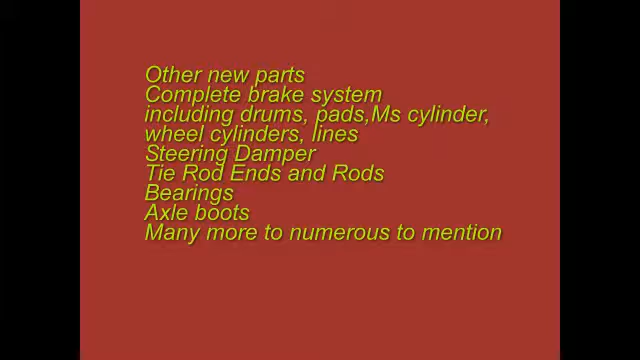 Other new parts
Complete brake system
including drums, pads,Ms cylinder,
wheel cylinders, lines
Steering Damper
Tie Rod Ends and Rods
Bearings
Axle boots
Many more to numerous to mention